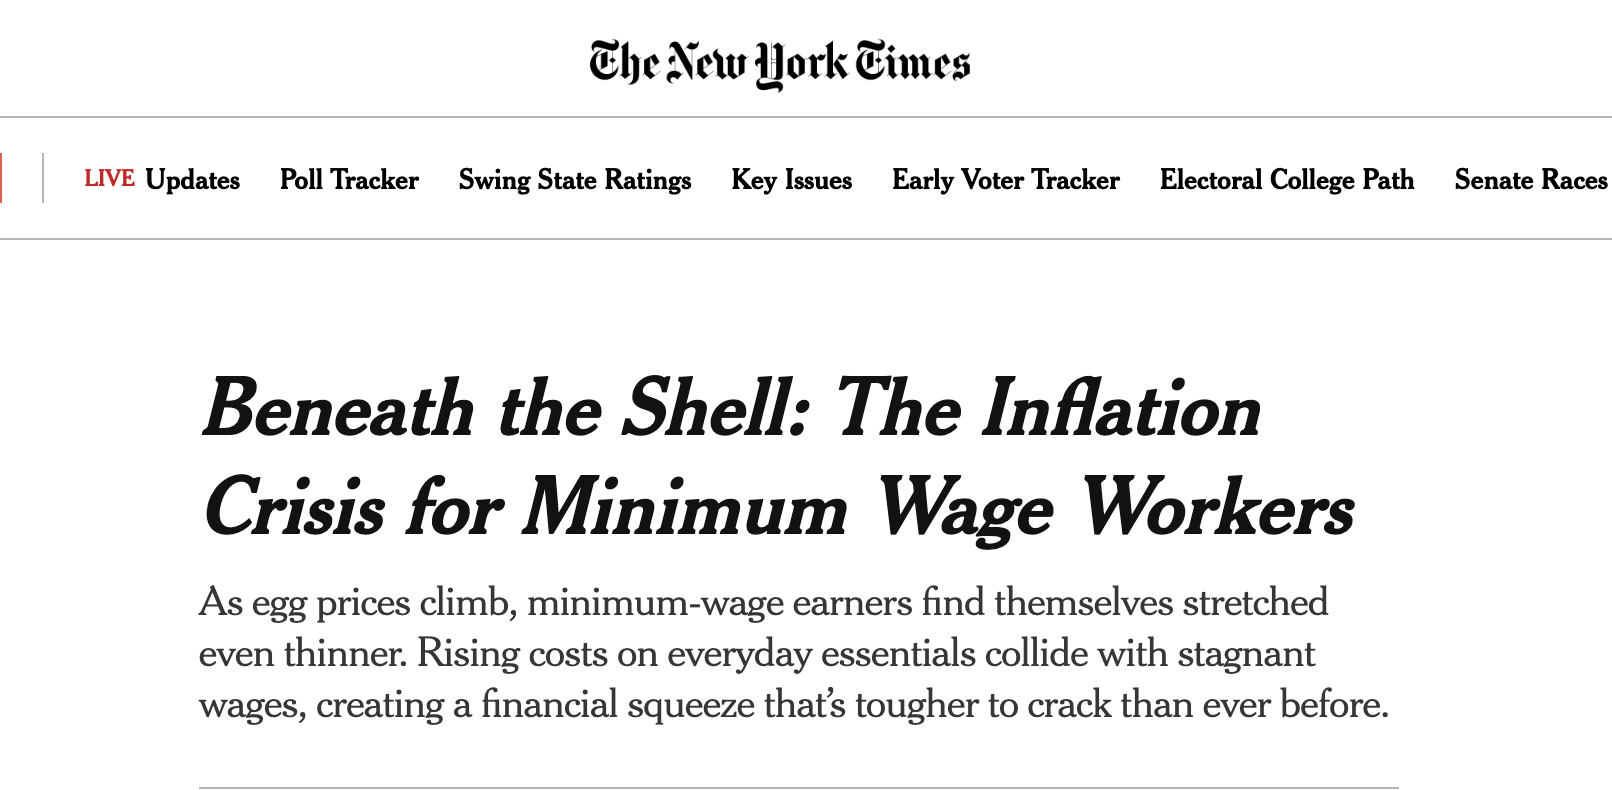 The New York Times
LIVE Updates Poll Tracker Swing State Ratings Key Issues Early Voter Tracker Electoral College Path Senate Races
Beneath the Shell: The Inflation
Crisis for Minimum Wage Workers
As egg prices climb, minimum-wage earners find themselves stretched
even thinner. Rising costs on everyday essentials collide with stagnant
wages, creating a financial squeeze that’s tougher to crack than ever before.